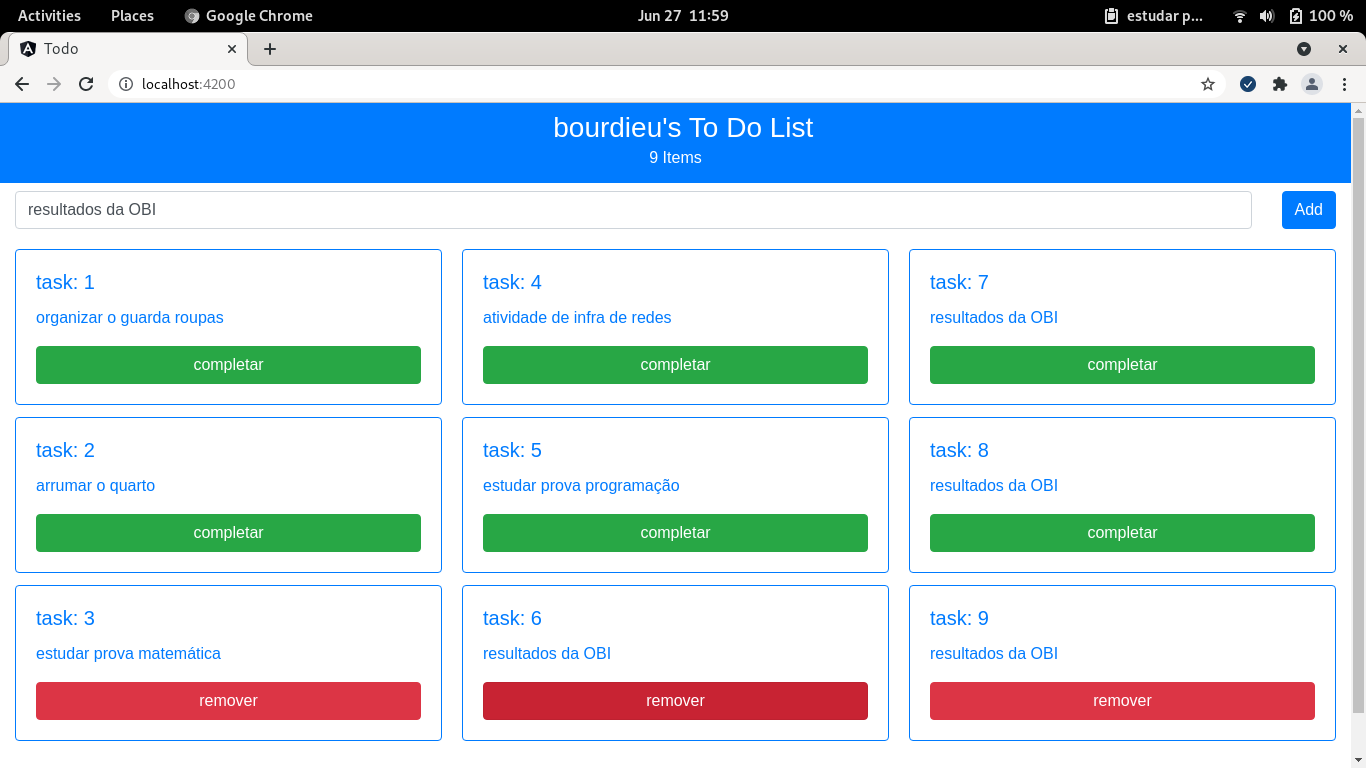 Activities Places Google Chrome Jun 27 11:59 estudar p... 100 %
Todo
localhost:4200
bourdieu's To Do List
9 Items
resultados da OBI Add
task: 1
organizar o guarda roupas
completar
task: 2
arrumar o quarto
completar
task: 3
estudar prova matemática
remover
task: 4
atividade de infra de redes
completar
task: 5
estudar prova programação
completar
task: 6
resultados da OBI
remover
task: 7
resultados da OBI
completar
task: 8
resultados da OBI
completar
task: 9
resultados da OBI
remover